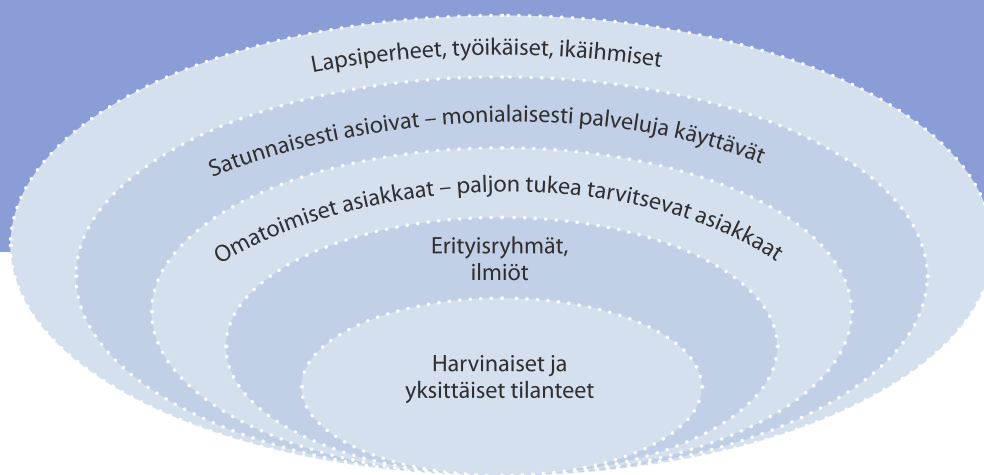 Lapsiperheet, työikäiset, ikäihmiset
Satunnaisesti asioivat – monialaisesti palveluja käyttävät
Omatoimiset asiakkaat – paljon tukea tarvitsevat asiakkaat
Erityisryhmät,
ilmiöt
Harvinaiset ja
yksittäiset tilanteet